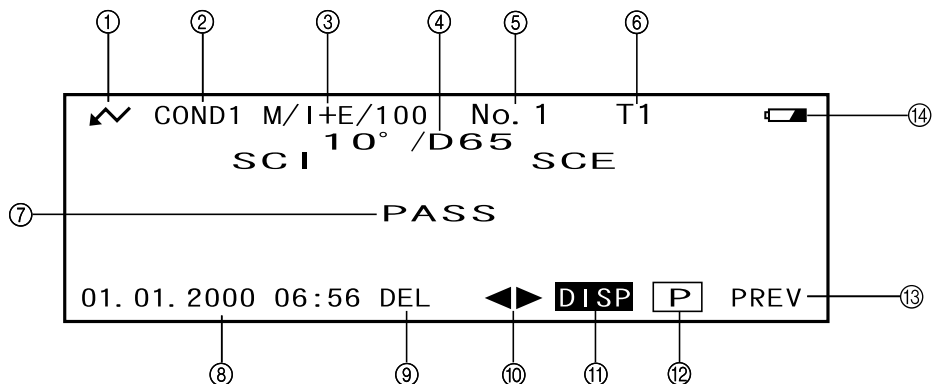 ① ② ③ ④ ⑤ ⑥
COND1 M/I+E/100 No. 1 T1
⑭
10° /D65
SCI SCE
⑦ PASS
01. 01. 2000 06:56 DEL ◀▶ DISP P PREV ⑬
⑧ ⑨ ⑩ ⑪ ⑫